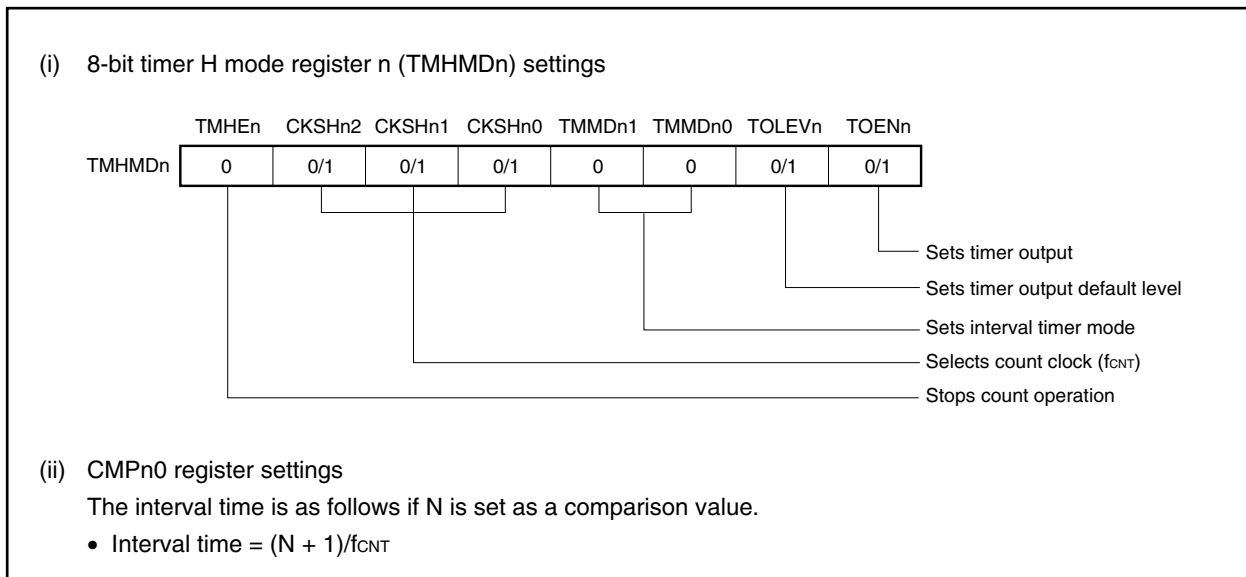 (i) 8-bit timer H mode register n (TMHMDn) settings
TMHEn CKSHn2 CKSHn1 CKSHn0 TMMDn1 TMMDn0 TOLEVn TOENn
TMHMDn 0 0/1 0/1 0/1 0 0 0/1 0/1
Sets timer output
Sets timer output default level
Sets interval timer mode
Selects count clock (fCNT)
Stops count operation
(ii) CMPn0 register settings
The interval time is as follows if N is set as a comparison value.
• Interval time = (N + 1)/fCNT